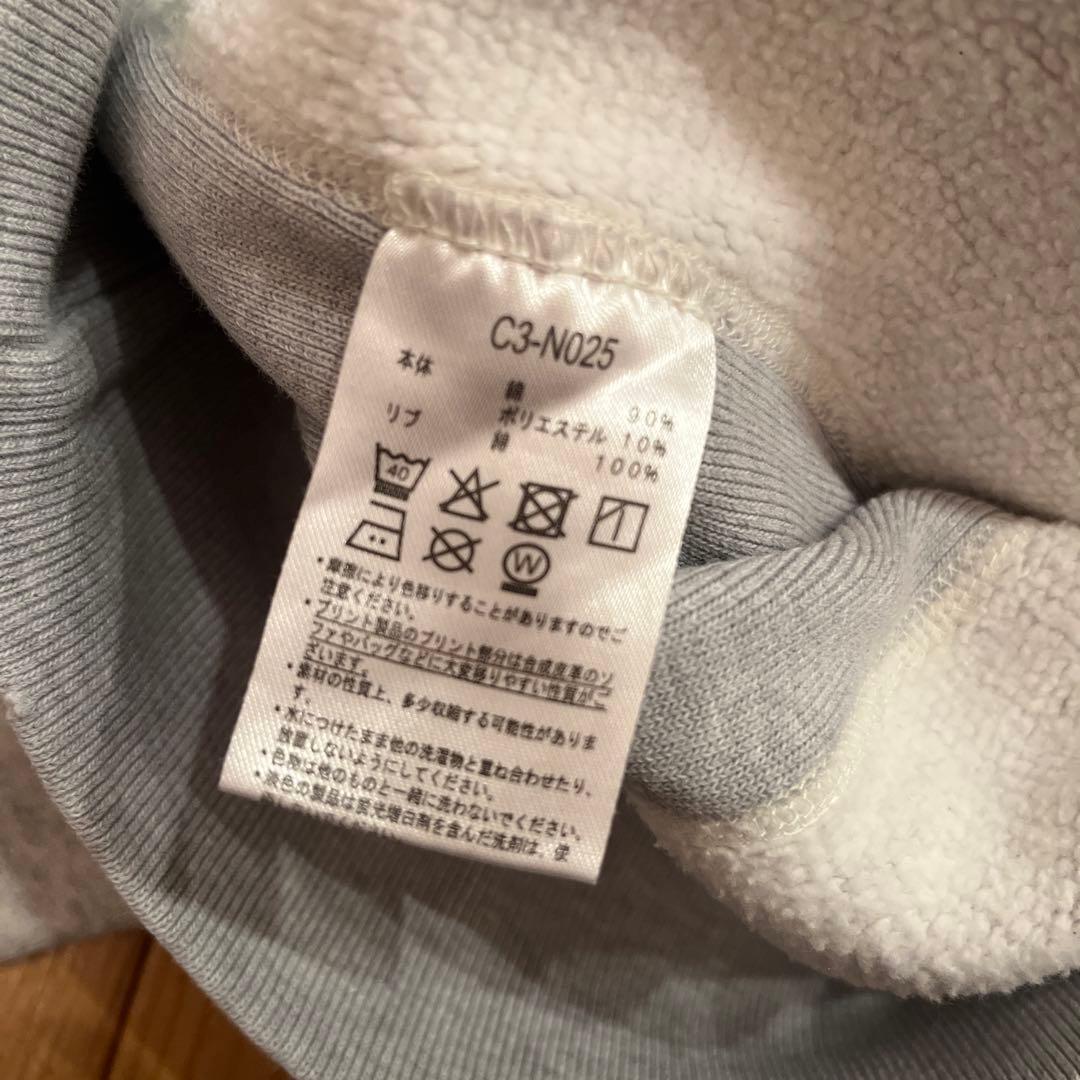 C3-N025
本体 綿 90%
ポリエステル 10%
リブ 綿 100%
40
W
・摩擦により色移りすることがありますのでご
注意ください。
・プリント製品のプリント部分は合成皮革のソ
ファやバッグなどに大変移りやすい性質がご
ざいます。
・素材の性質上、多少収縮する可能性がありま
す。
・水につけたまま他の洗濯物と重ね合わせたり、
放置しないようにしてください。
・色物は他のものと一緒に洗わないでください。
・淡色の製品は蛍光増白剤を含んだ洗剤は、使